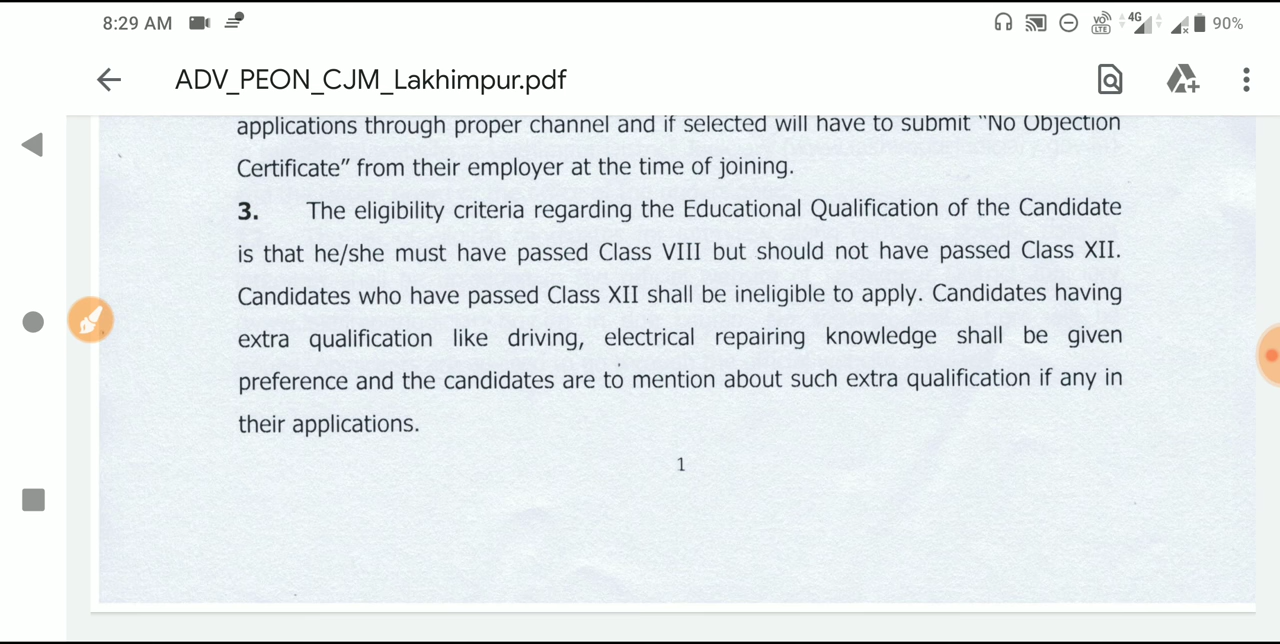 8:29 AM
VO)) LTE 4G 90%
ADV_PEON_CJM_Lakhimpur.pdf
applications through proper channel and if selected will have to submit "No Objection
Certificate" from their employer at the time of joining.
3. The eligibility criteria regarding the Educational Qualification of the Candidate
is that he/she must have passed Class VIII but should not have passed Class XII.
Candidates who have passed Class XII shall be ineligible to apply. Candidates having
extra qualification like driving, electrical repairing knowledge shall be given
preference and the candidates are to mention about such extra qualification if any in
their applications.
1